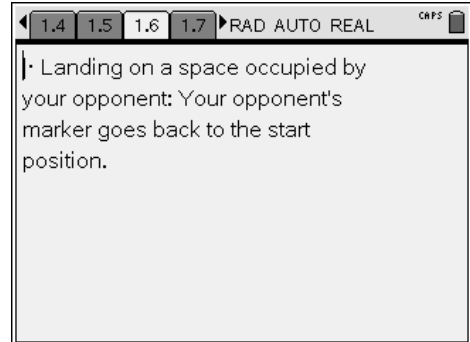 1.4 1.5 1.6 1.7 RAD AUTO REAL CAPS
· Landing on a space occupied by
your opponent: Your opponent's
marker goes back to the start
position.